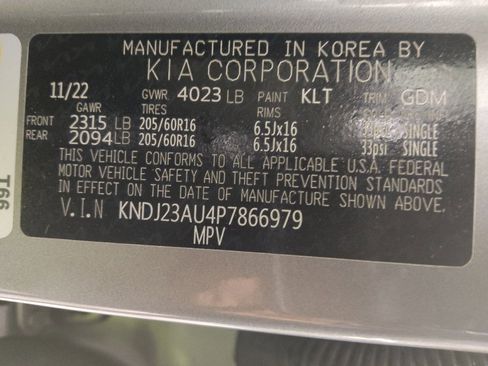 MANUFACTURED IN KOREA BY
KIA CORPORATION
11/22 GVWR 4023 LB PAINT KLT TRIM GDM
GAWR TIRES RIMS
FRONT 2315 LB 205/60R16 6.5Jx16 SINGLE
REAR 2094 LB 205/60R16 6.5Jx16 33psi SINGLE
THIS VEHICLE CONFORMS TO ALL APPLICABLE U.S.A. FEDERAL
MOTOR VEHICLE SAFETY AND THEFT PREVENTION STANDARDS
IN EFFECT ON THE DATE OF MANUFACTURE SHOWN ABOVE.
V.I.N KNDJ23AU4P7866979
MPV